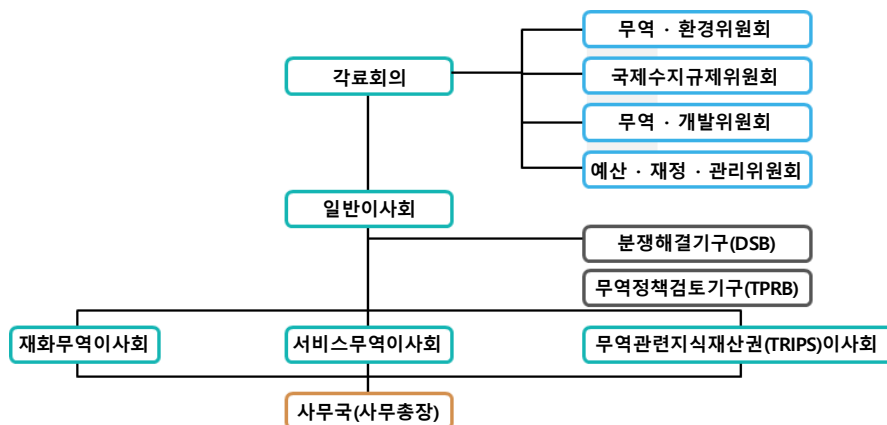 무역 · 환경위원회
각료회의
국제수지규제위원회
무역 · 개발위원회
예산 · 재정 · 관리위원회
일반이사회
분쟁해결기구(DSB)
무역정책검토기구(TPRB)
재화무역이사회
서비스무역이사회
무역관련지식재산권(TRIPS)이사회
사무국(사무총장)